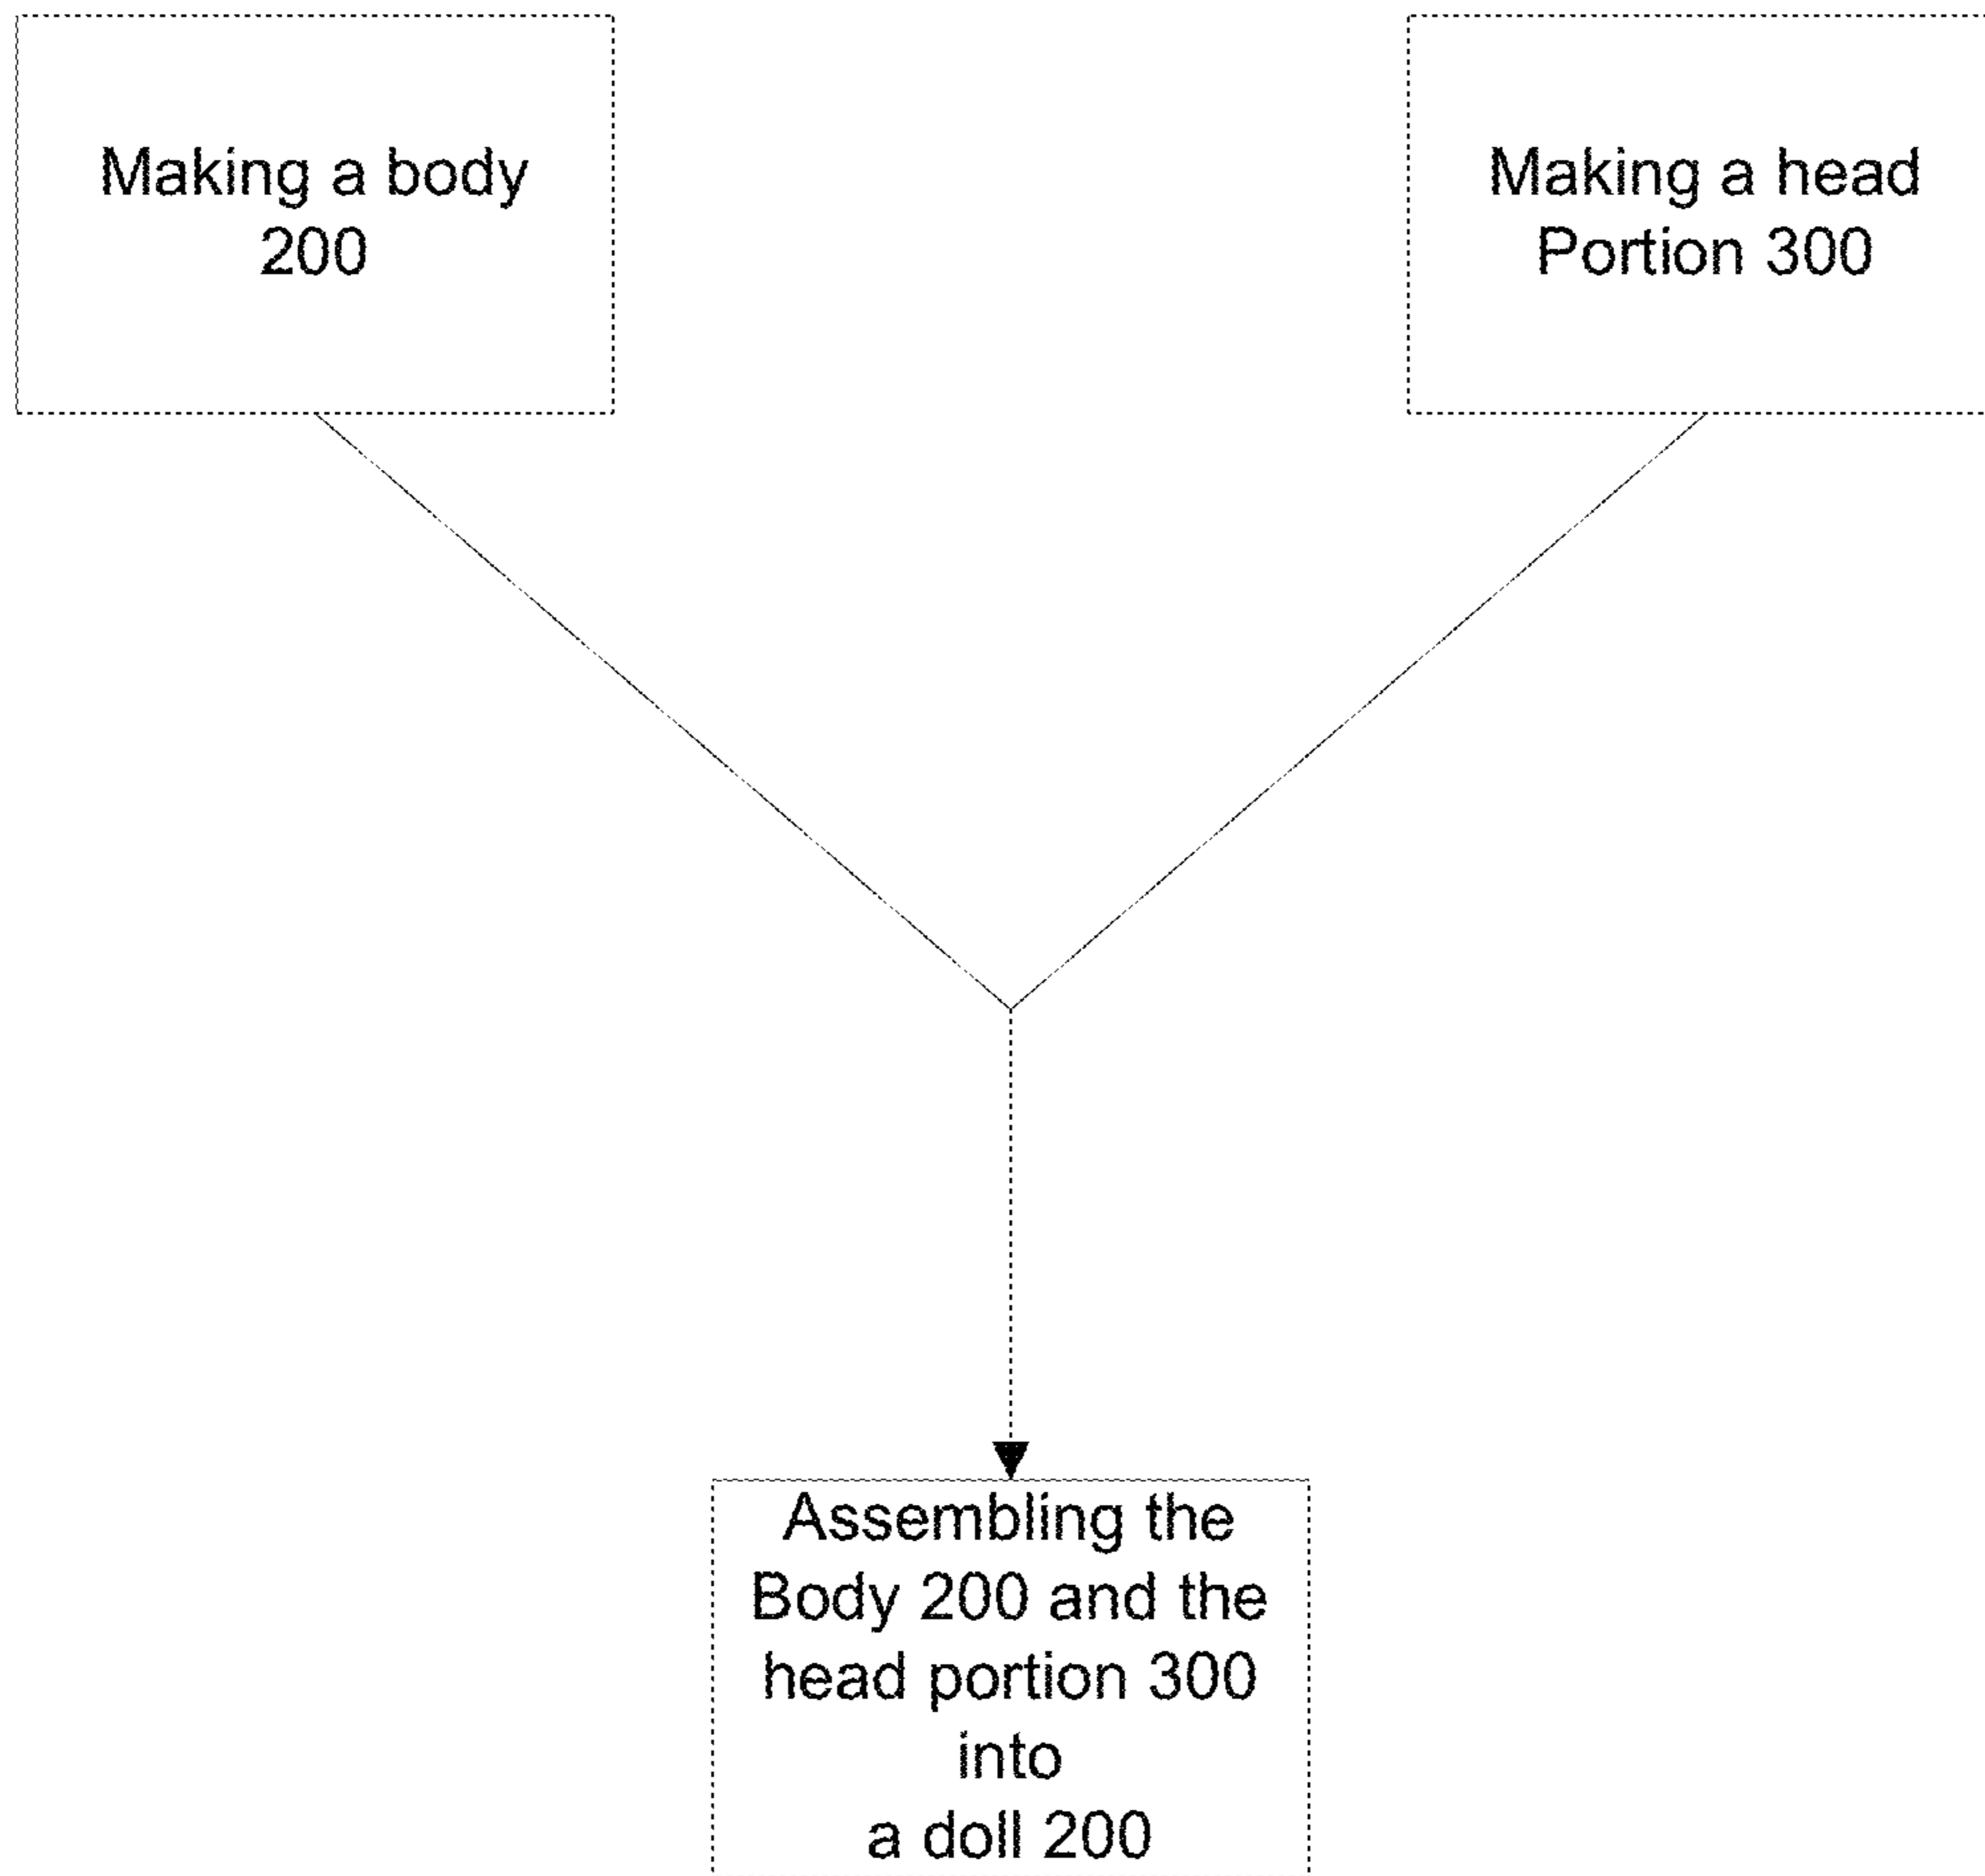 Making a body
200
Making a head
Portion 300
Assembling the
Body 200 and the
head portion 300
into
a doll 200